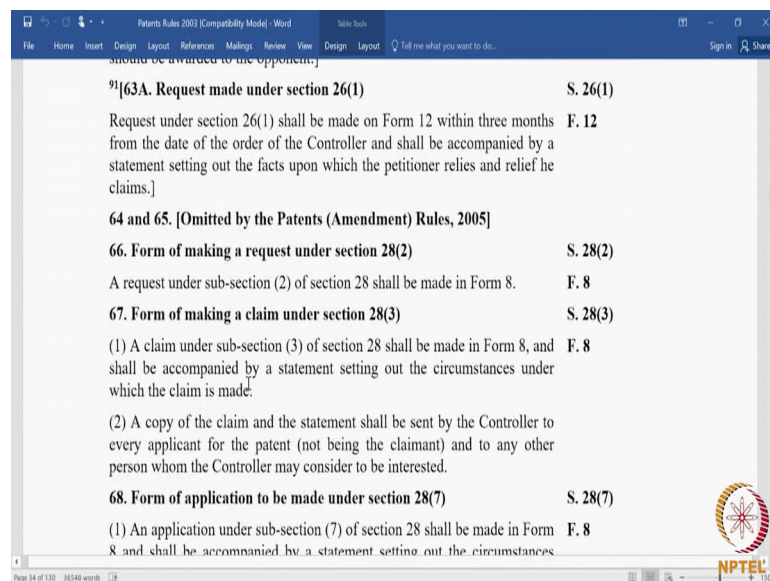 Patents Rules 2003 [Compatibility Mode] - Word
Table Tools
File Home Insert Design Layout References Mailings Review View Design Layout Tell me what you want to do... Sign in Share
should be awarded to the opponent.]
91[63A. Request made under section 26(1) S. 26(1)
Request under section 26(1) shall be made on Form 12 within three months F. 12
from the date of the order of the Controller and shall be accompanied by a
statement setting out the facts upon which the petitioner relies and relief he
claims.]
64 and 65. [Omitted by the Patents (Amendment) Rules, 2005]
66. Form of making a request under section 28(2) S. 28(2)
A request under sub-section (2) of section 28 shall be made in Form 8. F. 8
67. Form of making a claim under section 28(3) S. 28(3)
(1) A claim under sub-section (3) of section 28 shall be made in Form 8, and F. 8
shall be accompanied by a statement setting out the circumstances under
which the claim is made.
(2) A copy of the claim and the statement shall be sent by the Controller to
every applicant for the patent (not being the claimant) and to any other
person whom the Controller may consider to be interested.
68. Form of application to be made under section 28(7) S. 28(7)
(1) An application under sub-section (7) of section 28 shall be made in Form F. 8
8 and shall be accompanied by a statement setting out the circumstances
NPTEL
Page 34 of 130 36548 words